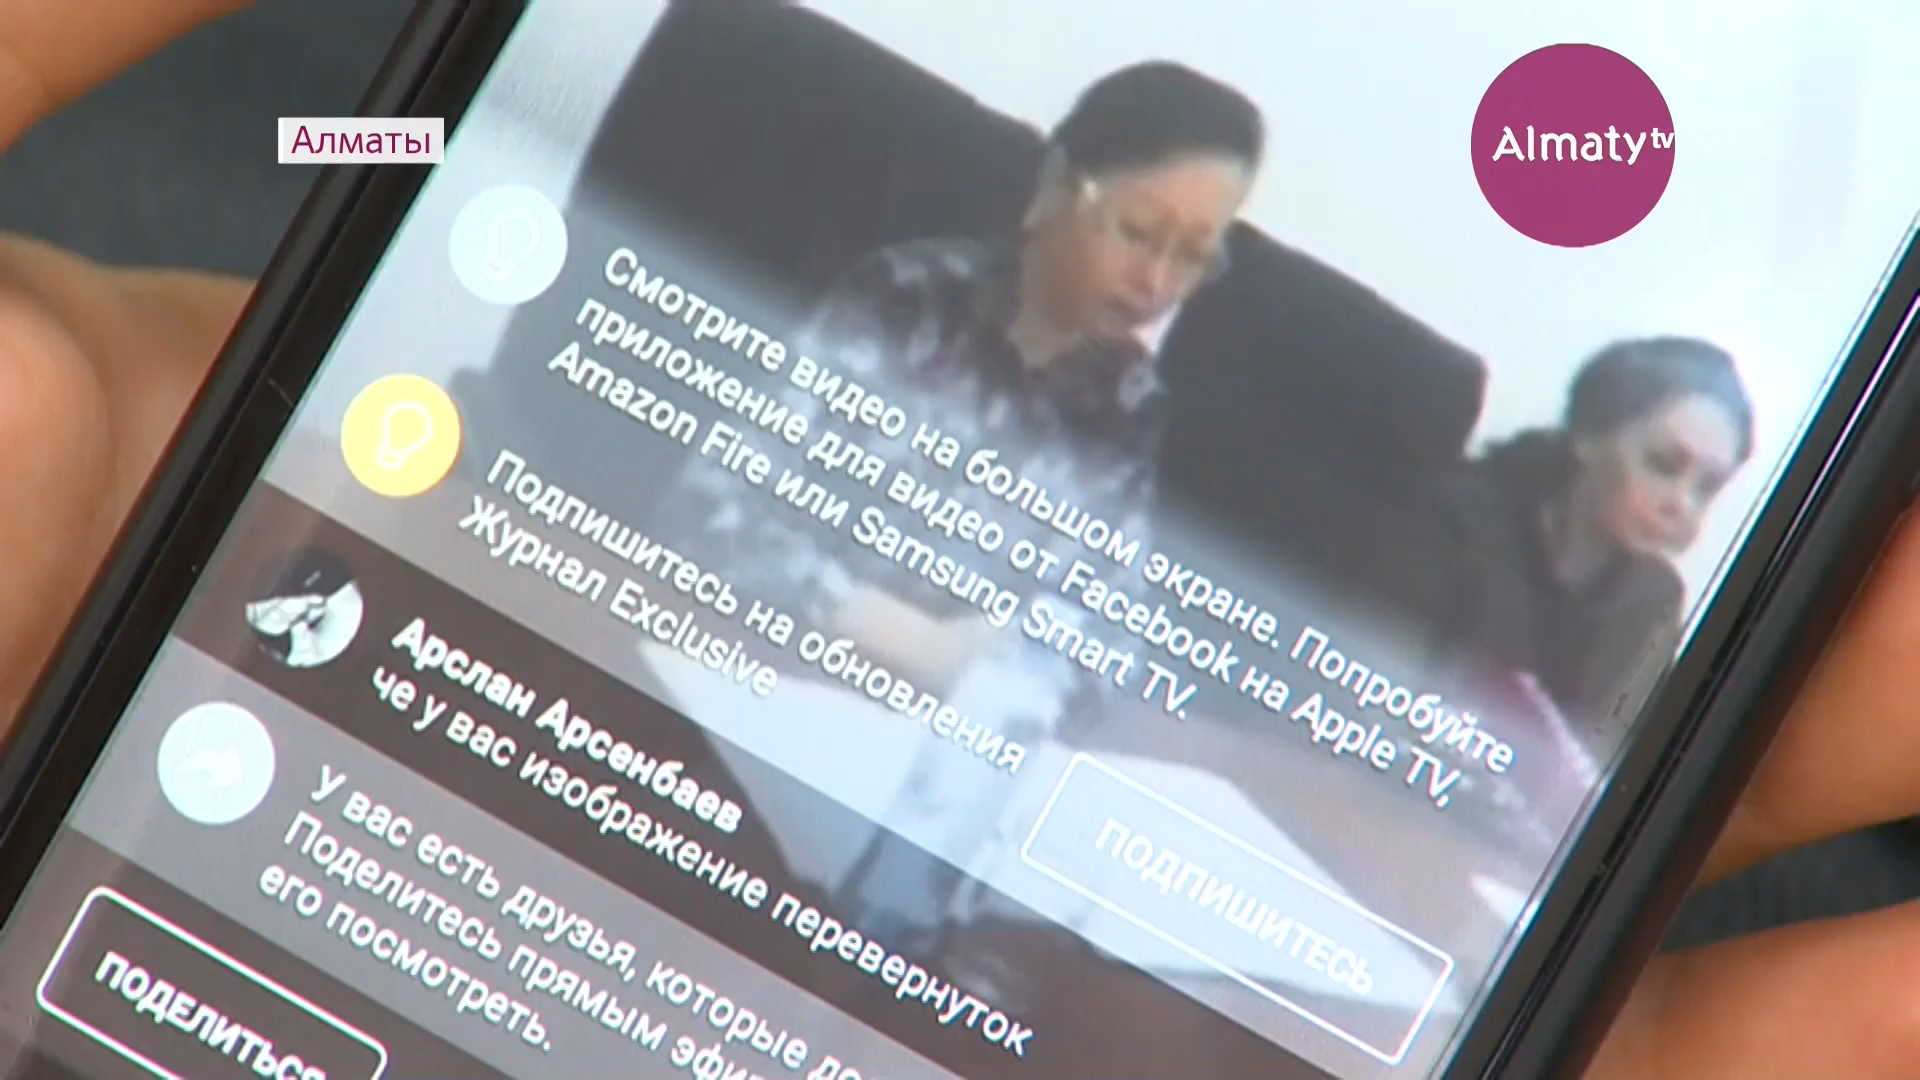 Алматы
Almaty tv
Смотрите видео на большом экране. Попробуйте
приложение для видео от Facebook на Apple TV,
Amazon Fire или Samsung Smart TV.
Подпишитесь на обновления
Журнал Exclusive
ПОДПИШИТЕСЬ
Арслан Арсенбаев
че у вас изображение перевернуток
У вас есть друзья, которые
Поделитесь прямым
его посмотреть.
ПОДЕЛИТЬСЯ